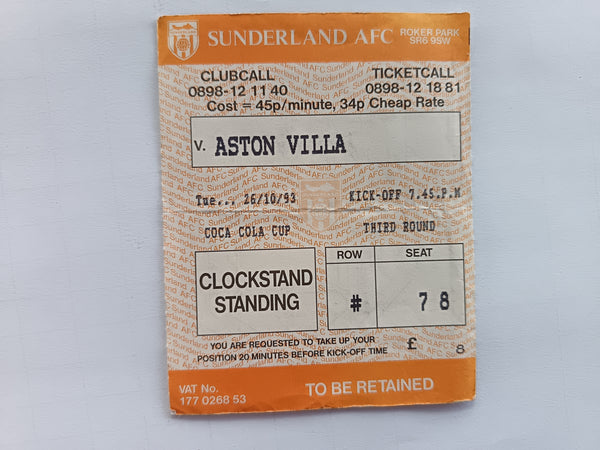 SUNDERLAND AFC
ROKER PARK
SR6 9SW
CLUBCALL
0898-12 11 40
TICKETCALL
0898-12 18 81
Cost = 45p/minute, 34p Cheap Rate
v. ASTON VILLA
Tue.., 26/10/93 KICK-OFF 7.45.P.M
COCA COLA CUP THIRD ROUND
CLOCKSTAND
STANDING
ROW SEAT
# 78
YOU ARE REQUESTED TO TAKE UP YOUR
POSITION 20 MINUTES BEFORE KICK-OFF TIME
£ 8
VAT No.
177 0268 53
TO BE RETAINED